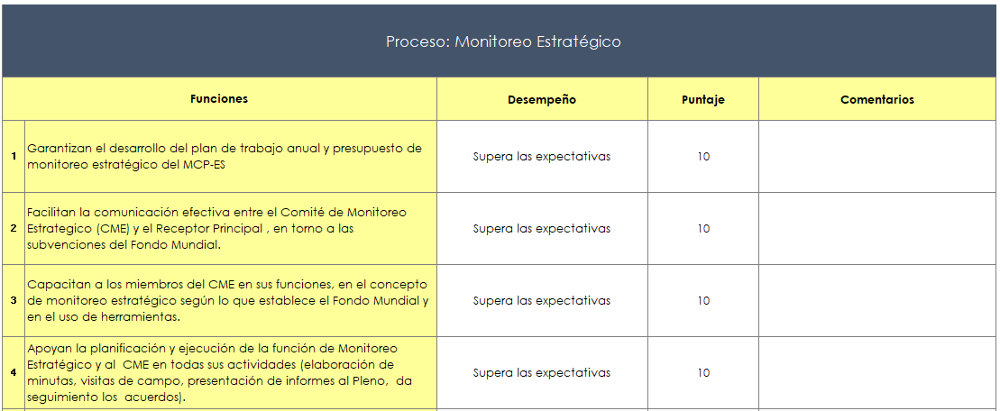 Proceso: Monitoreo Estratégico
Funciones Desempeño Puntaje Comentarios
1 Garantizan el desarrollo del plan de trabajo anual y presupuesto de
monitoreo estratégico del MCP-ES
Supera las expectativas 10
2 Facilitan la comunicación efectiva entre el Comité de Monitoreo
Estrategico (CME) y el Receptor Principal , en torno a las
subvenciones del Fondo Mundial.
Supera las expectativas 10
3 Capacitan a los miembros del CME en sus funciones, en el concepto
de monitoreo estratégico según lo que establece el Fondo Mundial y
en el uso de herramientas.
Supera las expectativas 10
4 Apoyan la planificación y ejecución de la función de Monitoreo
Estratégico y al  CME en todas sus actividades (elaboración de
minutas, visitas de campo, presentación de informes al Pleno,  da
seguimiento los  acuerdos).
Supera las expectativas 10